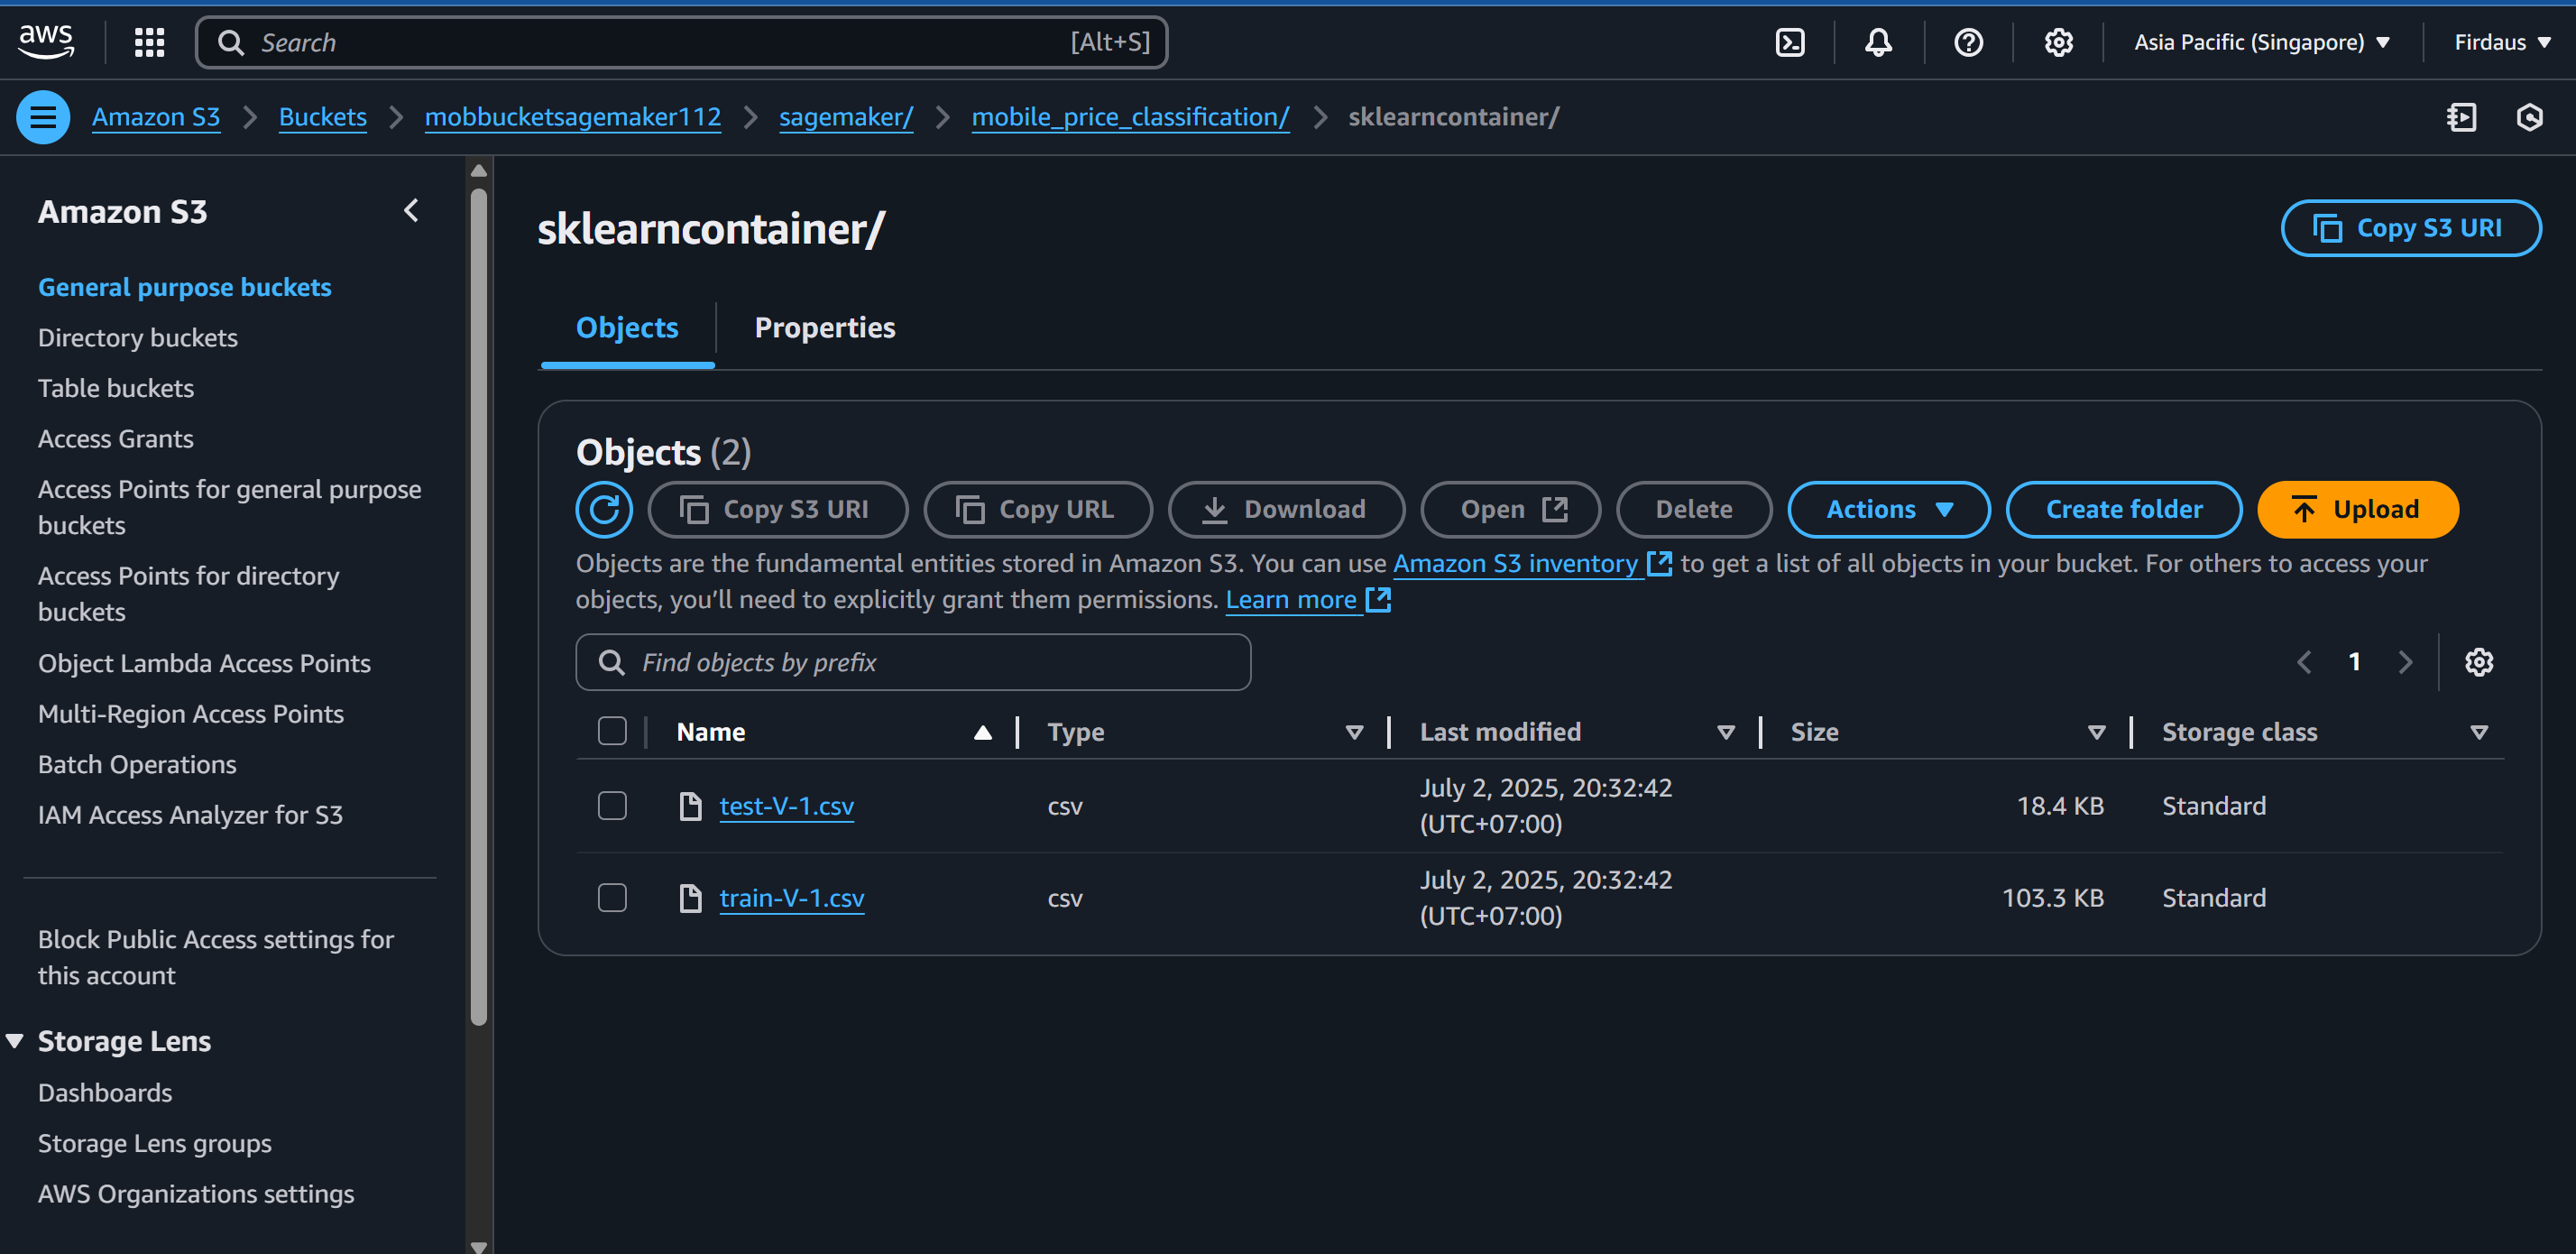 aws
Search [Alt+S]
Asia Pacific (Singapore)
Firdaus
Amazon S3
Buckets
mobbucketsagemaker112
sagemaker/
mobile_price_classification/
sklearncontainer/
Amazon S3
General purpose buckets
Directory buckets
Table buckets
Access Grants
Access Points for general purpose
buckets
Access Points for directory
buckets
Object Lambda Access Points
Multi-Region Access Points
Batch Operations
IAM Access Analyzer for S3
Block Public Access settings for
this account
Storage Lens
Dashboards
Storage Lens groups
AWS Organizations settings
sklearncontainer/
Copy S3 URI
Objects
Properties
Objects (2)
Copy S3 URI
Copy URL
Download
Open
Delete
Actions
Create folder
Upload
Objects are the fundamental entities stored in Amazon S3. You can use Amazon S3 inventory to get a list of all objects in your bucket. For others to access your
objects, you’ll need to explicitly grant them permissions. Learn more
Find objects by prefix
1
Name Type Last modified Size Storage class
test-V-1.csv csv July 2, 2025, 20:32:42 18.4 KB Standard
(UTC+07:00)
train-V-1.csv csv July 2, 2025, 20:32:42 103.3 KB Standard
(UTC+07:00)